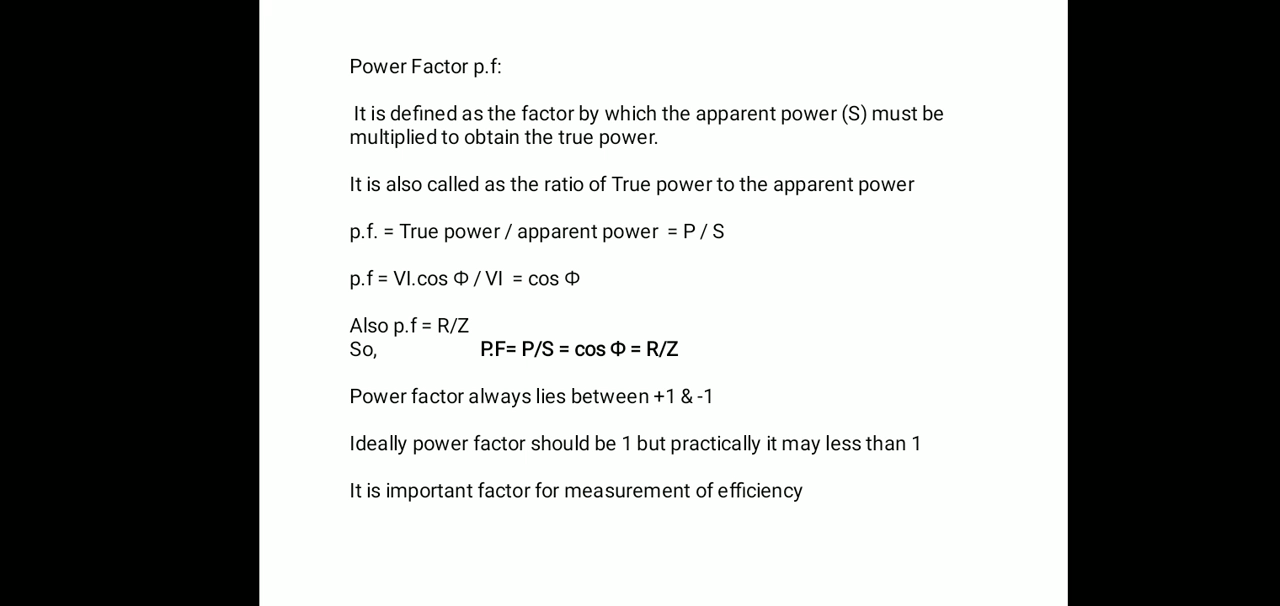 Power Factor p.f:
It is defined as the factor by which the apparent power (S) must be
multiplied to obtain the true power.
It is also called as the ratio of True power to the apparent power
p.f. = True power / apparent power = P / S
p.f = VI.cos Φ / VI = cos Φ
Also p.f = R/Z
So, P.F= P/S = cos Φ = R/Z
Power factor always lies between +1 & -1
Ideally power factor should be 1 but practically it may less than 1
It is important factor for measurement of efficiency